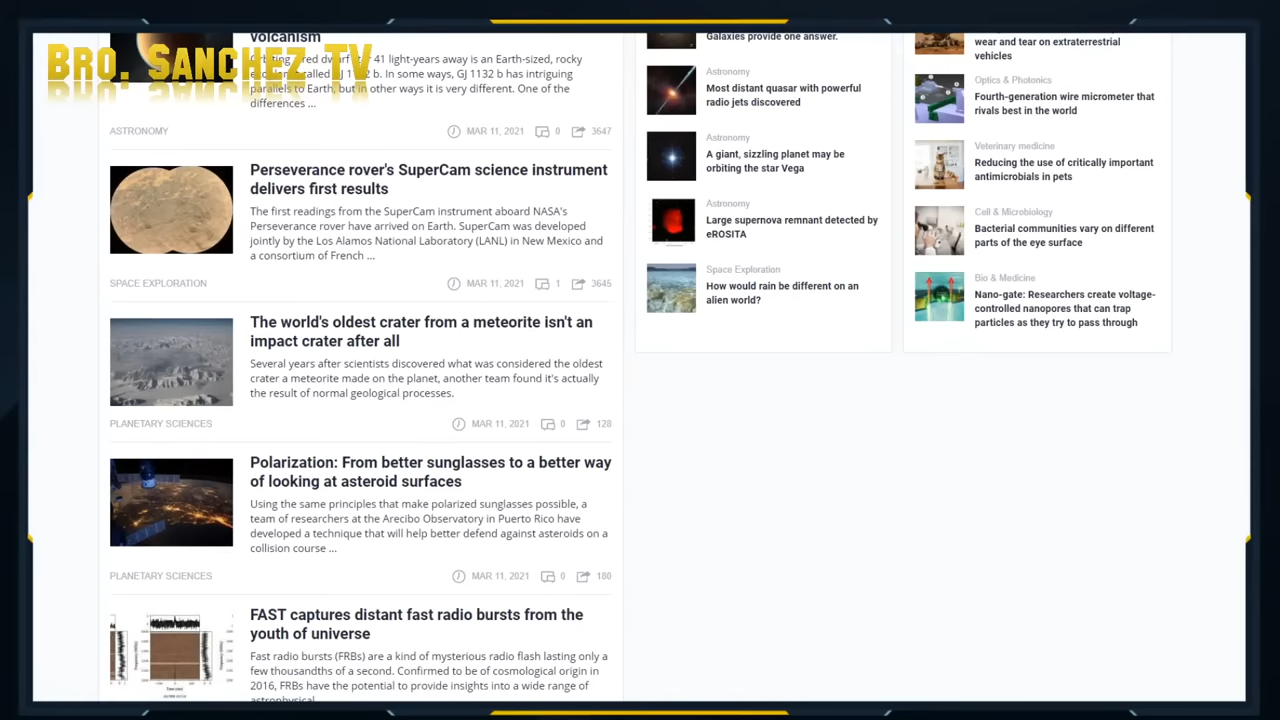 Bro. Sanchez TV
volcanism
Orbiting a red dwarf star 41 light-years away is an Earth-sized, rocky
called GJ 1132 b. In some ways, GJ 1132 b has intriguing
parallels to Earth, but in other ways it is very different. One of the
differences ...
ASTRONOMY
MAR 11, 2021
0
3647
Perseverance rover's SuperCam science instrument
delivers first results
The first readings from the SuperCam instrument aboard NASA's
Perseverance rover have arrived on Earth. SuperCam was developed
jointly by the Los Alamos National Laboratory (LANL) in New Mexico and
a consortium of French ...
SPACE EXPLORATION
MAR 11, 2021
1
3645
The world's oldest crater from a meteorite isn't an
impact crater after all
Several years after scientists discovered what was considered the oldest
crater a meteorite made on the planet, another team found it's actually
the result of normal geological processes.
PLANETARY SCIENCES
MAR 11, 2021
0
128
Polarization: From better sunglasses to a better way
of looking at asteroid surfaces
Using the same principles that make polarized sunglasses possible, a
team of researchers at the Arecibo Observatory in Puerto Rico have
developed a technique that will help better defend against asteroids on a
collision course ...
PLANETARY SCIENCES
MAR 11, 2021
0
180
FAST captures distant fast radio bursts from the
youth of universe
Fast radio bursts (FRBs) are a kind of mysterious radio flash lasting only a
few thousandths of a second. Confirmed to be of cosmological origin in
2016, FRBs have the potential to provide insights into a wide range of
astrophysical
Galaxies provide one answer.
Astronomy
Most distant quasar with powerful
radio jets discovered
Astronomy
A giant, sizzling planet may be
orbiting the star Vega
Astronomy
Large supernova remnant detected by
eROSITA
Space Exploration
How would rain be different on an
alien world?
wear and tear on extraterrestrial
vehicles
Optics & Photonics
Fourth-generation wire micrometer that
rivals best in the world
Veterinary medicine
Reducing the use of critically important
antimicrobials in pets
Cell & Microbiology
Bacterial communities vary on different
parts of the eye surface
Bio & Medicine
Nano-gate: Researchers create voltage-
controlled nanopores that can trap
particles as they try to pass through